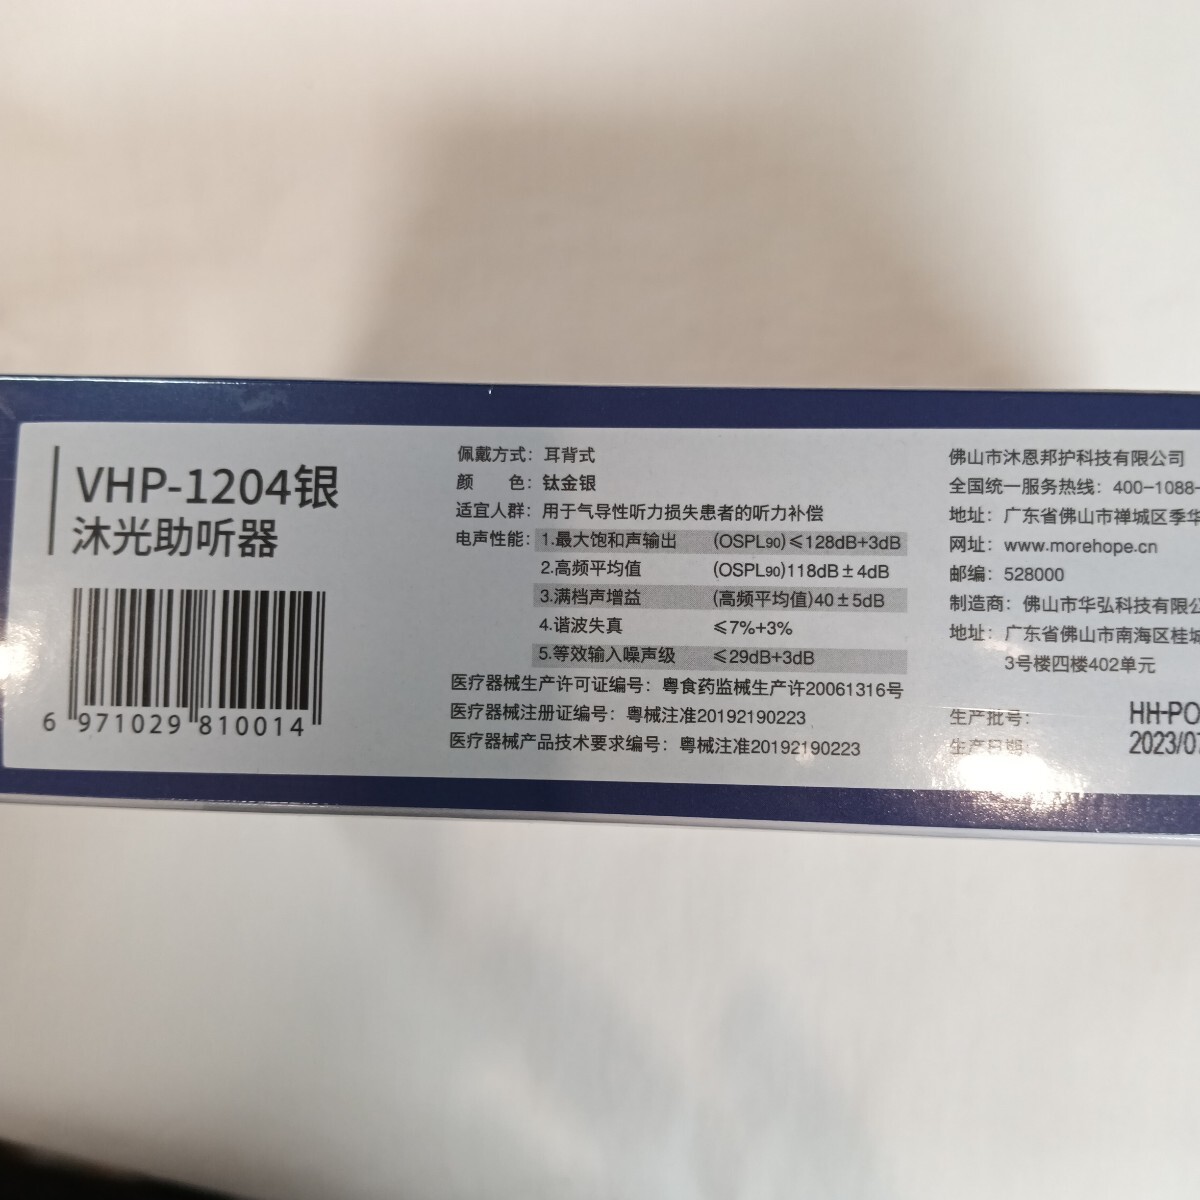 VHP-1204银
沐光助听器
6 971029 810014
佩戴方式：耳背式
颜 色：钛金银
适宜人群：用于气导性听力损失患者的听力补偿
电声性能：1.最大饱和声输出 (OSPL90)≤128dB+3dB
2.高频平均值 (OSPL90)118dB±4dB
3.满档声增益 (高频平均值)40±5dB
4.谐波失真 ≤7%+3%
5.等效输入噪声级 ≤29dB+3dB
医疗器械生产许可证编号：粤食药监械生产许20061316号
医疗器械注册证编号：粤械注准20192190223
医疗器械产品技术要求编号：粤械注准20192190223
佛山市沐恩邦护科技有限公司
全国统一服务热线：400-1088-
地址：广东省佛山市禅城区季华
网址：www.morehope.cn
邮编：528000
制造商：佛山市华弘科技有限公
地址：广东省佛山市南海区桂城
3号楼四楼402单元
生产批号： HH-PO
生产日期： 2023/07